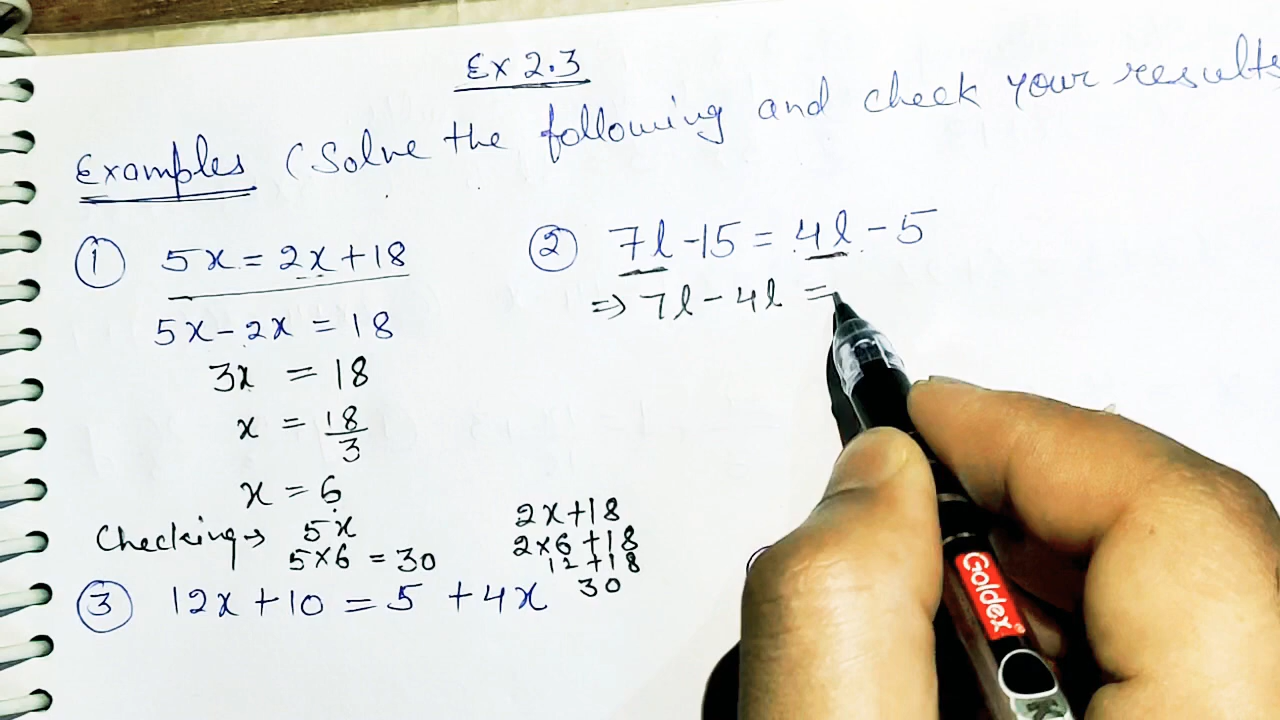 Ex 2.3
Examples (Solve the following and check your results
① 5x = 2x + 18
5x - 2x = 18
3x = 18
x = 18/3
x = 6
Checking → 5x
5×6 = 30
2x + 18
2×6 + 18
12 + 18
30
② 7l - 15 = 4l - 5
⇒ 7l - 4l =
③ 12x + 10 = 5 + 4x
Goldex
K